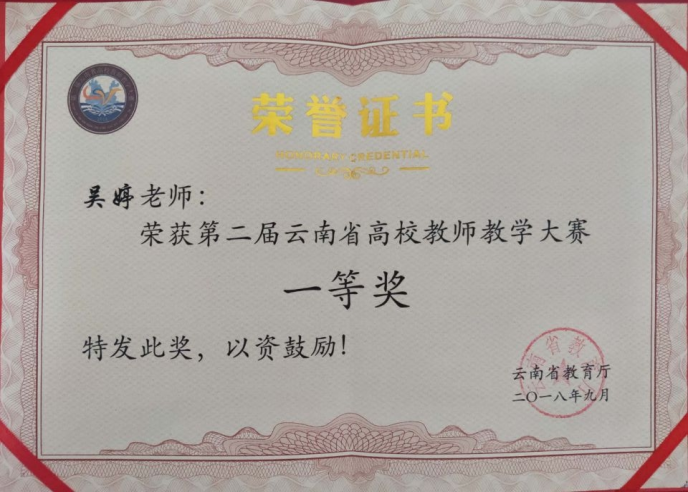 荣誉证书
HONORARY CREDENTIAL
吴婷老师：
荣获第二届云南省高校教师教学大赛
一等奖
特发此奖，以资鼓励！
云南省教育厅
二〇一八年九月